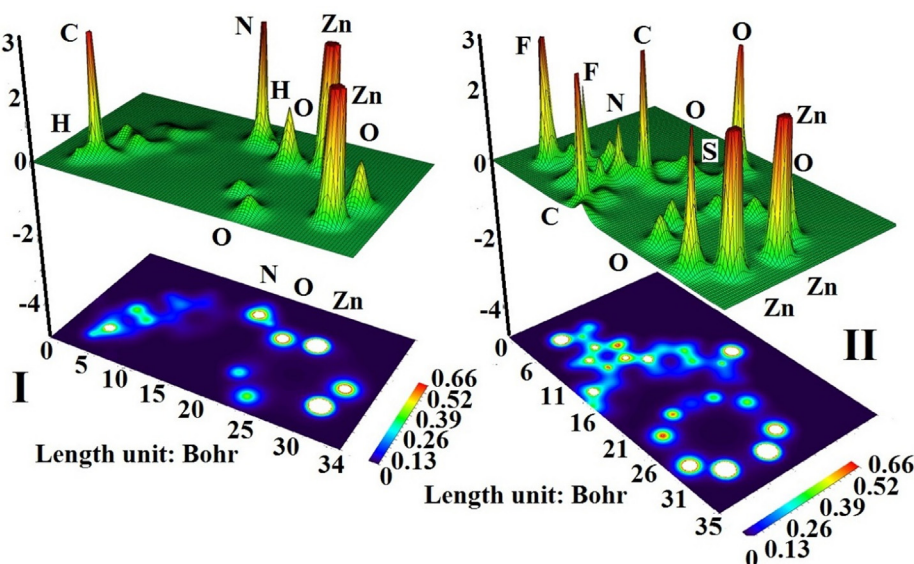 3
2
0
-2
-4
C
N
Zn
H
H
O
Zn
O
O
N O Zn
0
5
10
15
20
25
30
34
I
Length unit: Bohr
0.66
0.52
0.39
0.26
0.13
0
3
2
0
-2
-4
F
F
C
O
N
O
S
Zn
O
C
O
Zn
Zn
0
6
11
16
21
26
31
35
II
Length unit: Bohr
0.66
0.52
0.39
0.26
0.13
0